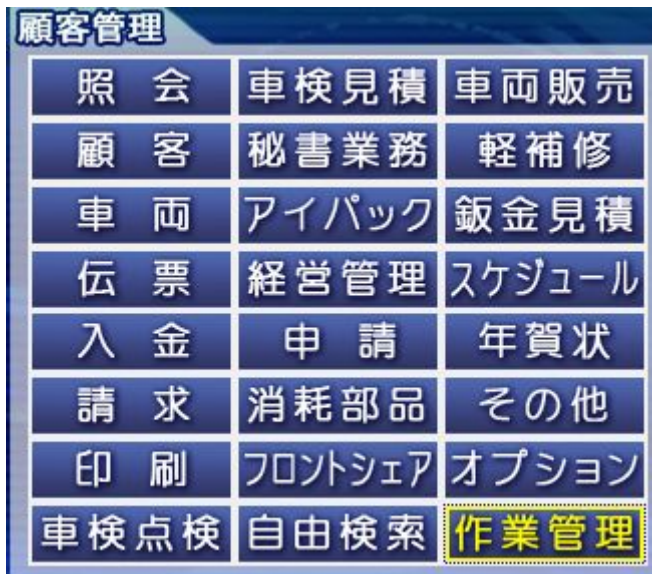 顧客管理
照会 車検見積 車両販売
顧客 秘書業務 軽補修
車両 アイパック 鈑金見積
伝票 経営管理 スケジュール
入金 申請 年賀状
請求 消耗部品 その他
印刷 フロントシェア オプション
車検点検 自由検索 作業管理